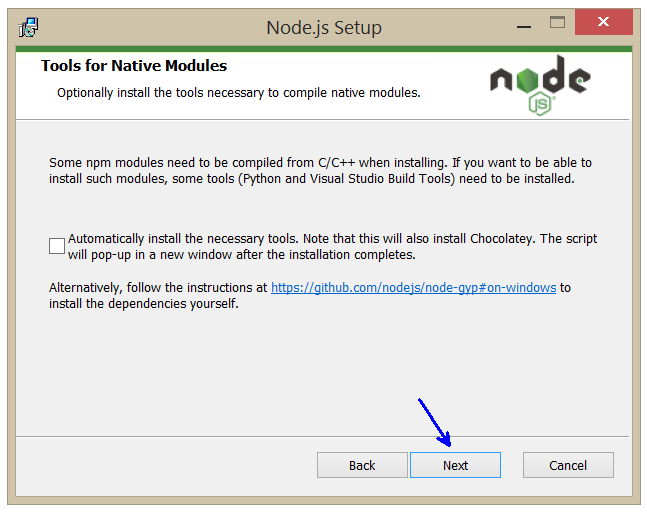 Node.js Setup
Tools for Native Modules
Optionally install the tools necessary to compile native modules.
node
JS
Some npm modules need to be compiled from C/C++ when installing. If you want to be able to
install such modules, some tools (Python and Visual Studio Build Tools) need to be installed.
Automatically install the necessary tools. Note that this will also install Chocolatey. The script
will pop-up in a new window after the installation completes.
Alternatively, follow the instructions at https://github.com/nodejs/node-gyp#on-windows to
install the dependencies yourself.
Back
Next
Cancel